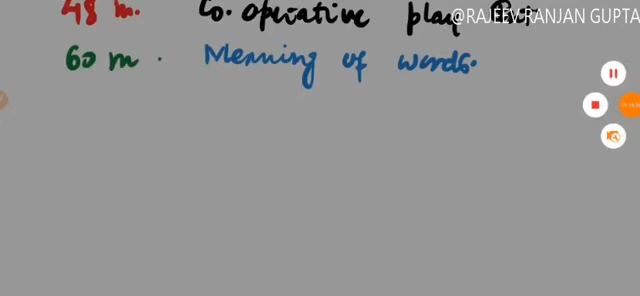 48 m. Co. operative play
@RAJEEV RANJAN GUPTA
60 m. Meaning of words.